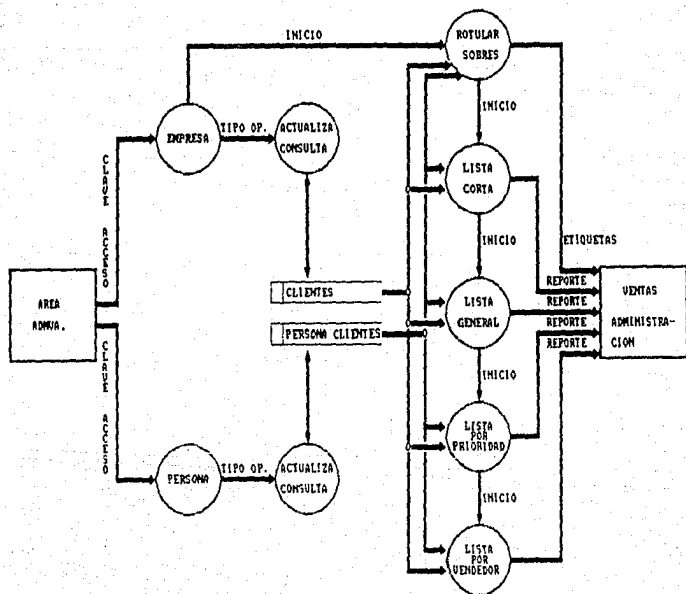 INICIO
ROTULAR
SOBRES
INICIO
EMPRESA
TIPO OP.
ACTUALIZA
CONSULTA
LISTA
CORTA
CLAVE ACCESO
INICIO
ETIQUETAS
AREA
ADMVA.
CLIENTES
PERSONA CLIENTES
LISTA
GENERAL
REPORTE
REPORTE
REPORTE
REPORTE
VENTAS
ADMINISTRA-
CION
CLAVE ACCESO
INICIO
LISTA
POR
PRIORIDAD
PERSONA
TIPO OP.
ACTUALIZA
CONSULTA
INICIO
LISTA
POR
VENDEDOR